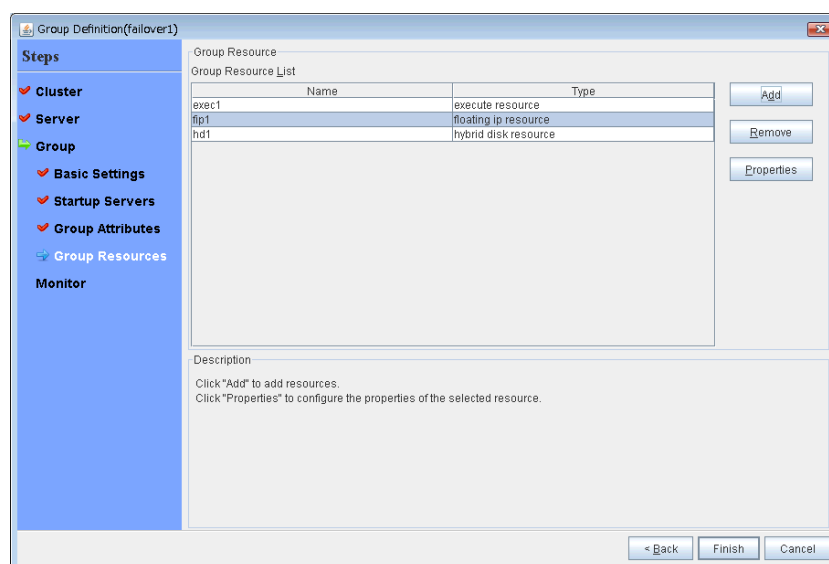 Group Definition(failover1)
Steps
Cluster
Server
Group
Basic Settings
Startup Servers
Group Attributes
Group Resources
Monitor
Group Resource
Group Resource List
Name Type
exec1 execute resource
fip1 floating ip resource
hd1 hybrid disk resource
Add
Remove
Properties
Description
Click "Add" to add resources.
Click "Properties" to configure the properties of the selected resource.
< Back Finish Cancel